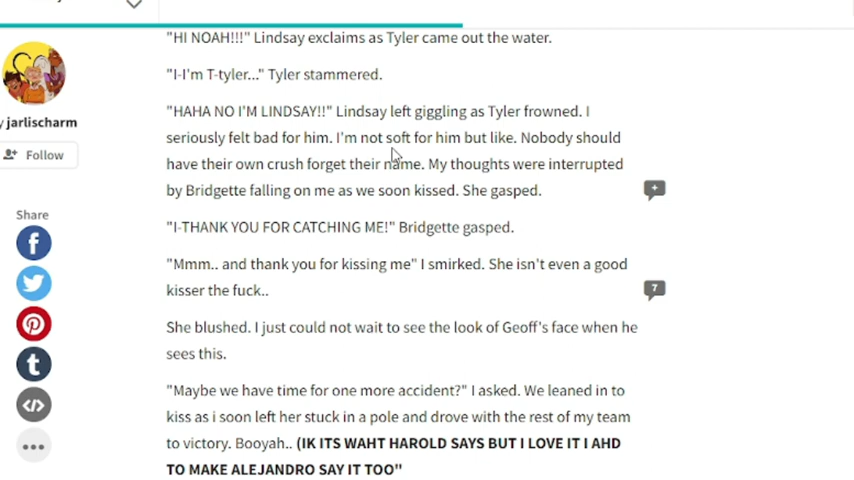 "HI NOAH!!!" Lindsay exclaims as Tyler came out the water.
"I-I'm T-tyler..." Tyler stammered.
y jarlischarm
"HAHA NO I'M LINDSAY!!" Lindsay left giggling as Tyler frowned. I
seriously felt bad for him. I'm not soft for him but like. Nobody should
Follow
have their own crush forget their name. My thoughts were interrupted
by Bridgette falling on me as we soon kissed. She gasped.
+
Share
"I-THANK YOU FOR CATCHING ME!" Bridgette gasped.
"Mmm.. and thank you for kissing me" I smirked. She isn't even a good
kisser the fuck..
7
She blushed. I just could not wait to see the look of Geoff's face when he
sees this.
"Maybe we have time for one more accident?" I asked. We leaned in to
kiss as i soon left her stuck in a pole and drove with the rest of my team
to victory. Booyah.. (IK ITS WAHT HAROLD SAYS BUT I LOVE IT I AHD
TO MAKE ALEJANDRO SAY IT TOO"